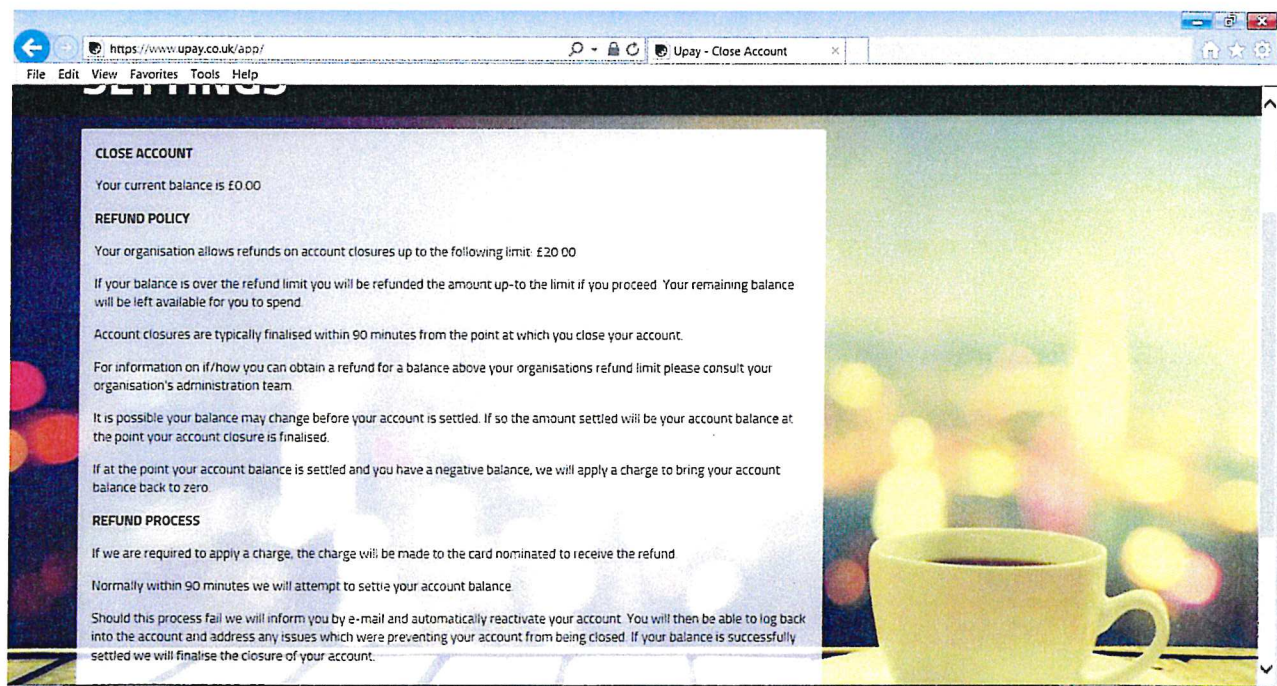 https://www.upay.co.uk/app/
Upay - Close Account
File Edit View Favorites Tools Help
SETTINGS
CLOSE ACCOUNT
Your current balance is £0.00
REFUND POLICY
Your organisation allows refunds on account closures up to the following limit: £20.00
If your balance is over the refund limit you will be refunded the amount up-to the limit if you proceed. Your remaining balance
will be left available for you to spend.
Account closures are typically finalised within 90 minutes from the point at which you close your account.
For information on if/how you can obtain a refund for a balance above your organisations refund limit please consult your
organisation's administration team.
It is possible your balance may change before your account is settled. If so the amount settled will be your account balance at
the point your account closure is finalised.
If at the point your account balance is settled and you have a negative balance, we will apply a charge to bring your account
balance back to zero.
REFUND PROCESS
If we are required to apply a charge, the charge will be made to the card nominated to receive the refund
Normally within 90 minutes we will attempt to settle your account balance
Should this process fail we will inform you by e-mail and automatically reactivate your account. You will then be able to log back
into the account and address any issues which were preventing your account from being closed. If your balance is successfully
settled we will finalise the closure of your account.